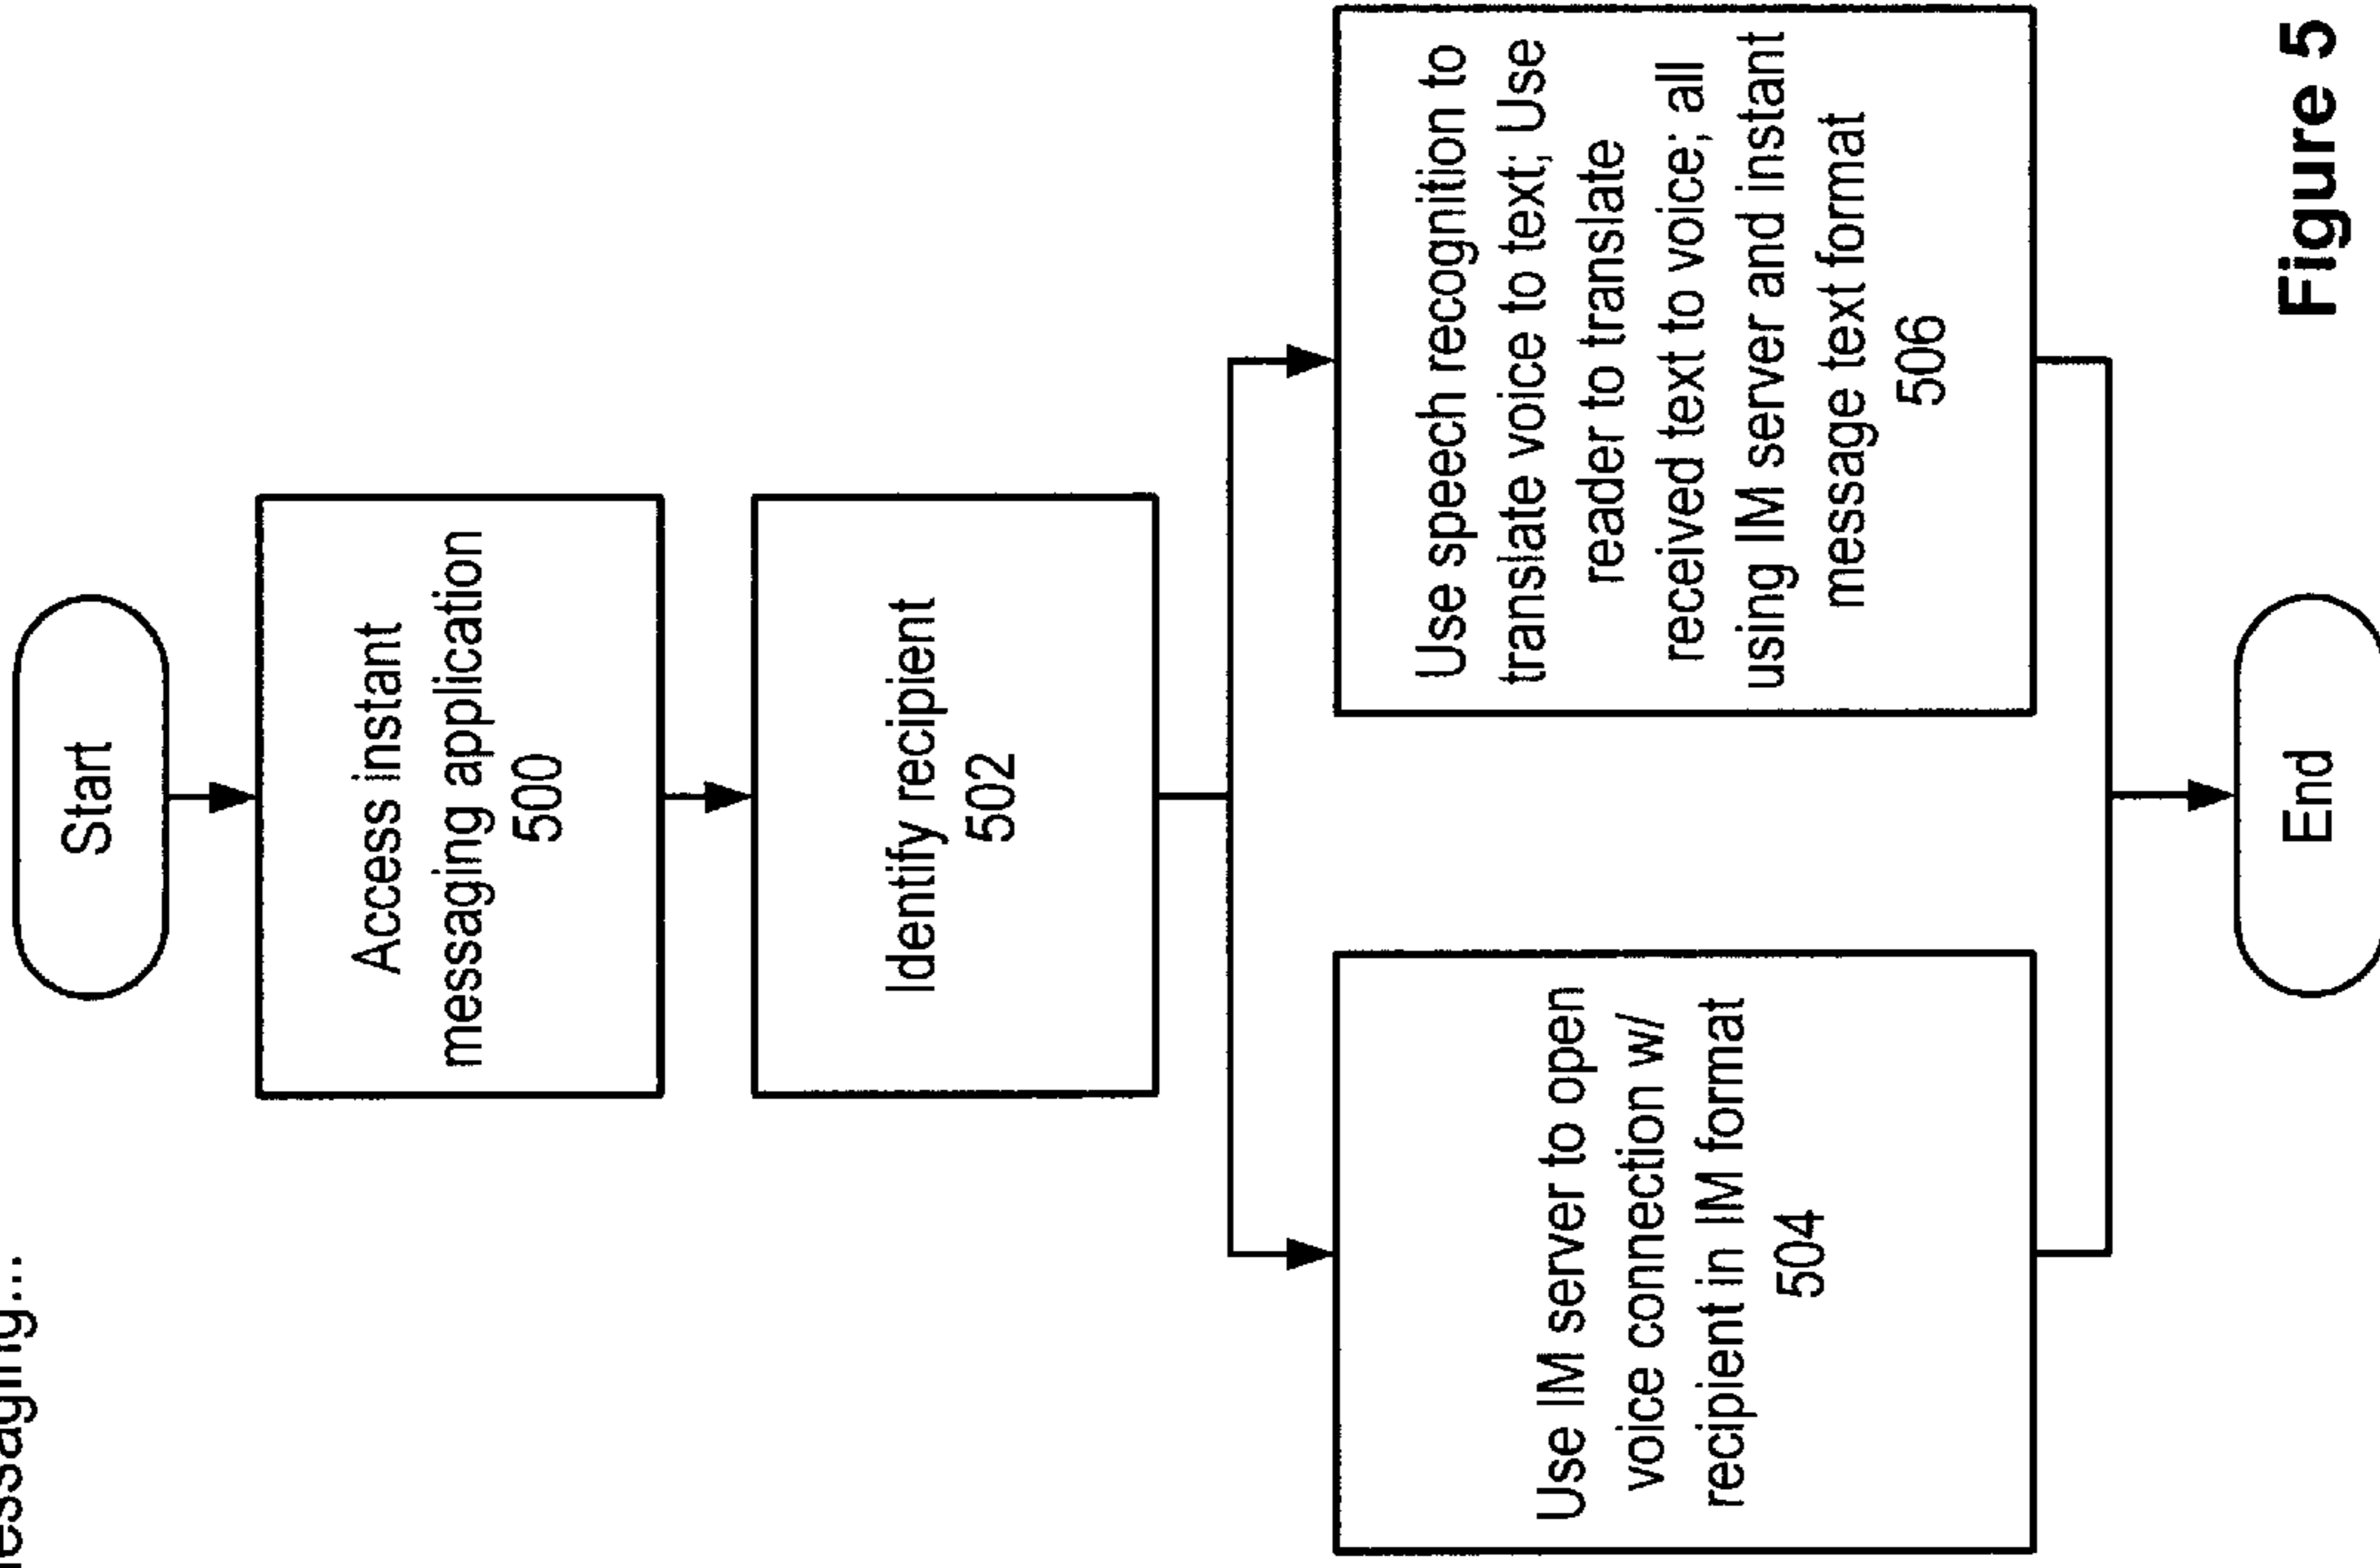 essaging...
Start
Access instant
messaging application
500
Identify recipient
502
Use IM server to open
voice connection w/
recipient in IM format
504
Use speech recognition to
translate voice to text; Use
reader to translate
received text to voice; all
using IM server and instant
message text format
506
End
Figure 5